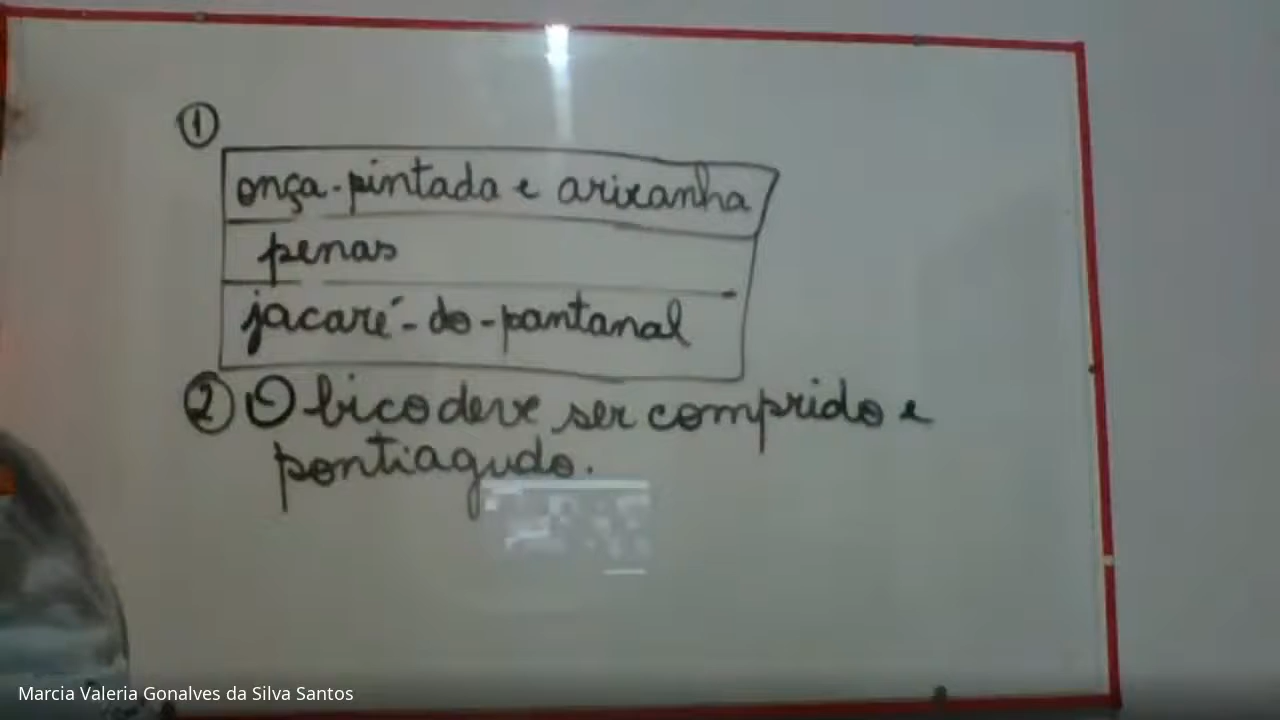 ①
onça-pintada e arixanha
penas
jacaré-do-pantanal
② O bico deve ser comprido e
pontiagudo.
Marcia Valeria Gonalves da Silva Santos